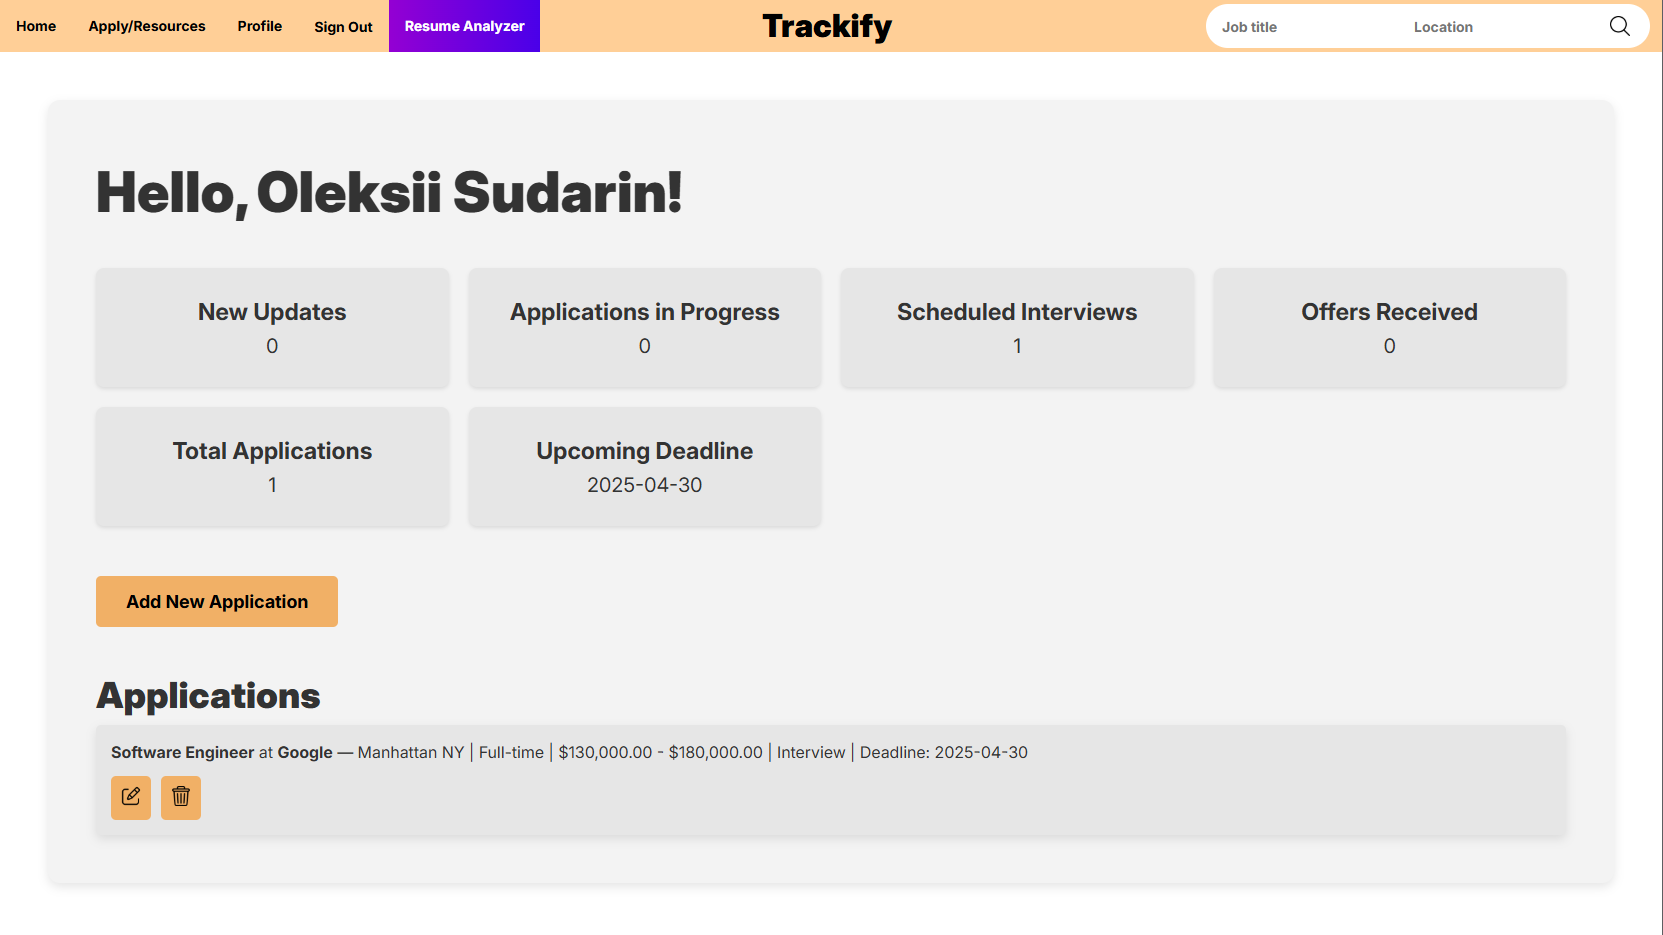 Home Apply/Resources Profile Sign Out Resume Analyzer Trackify Job title Location
Hello, Oleksii Sudarin!
New Updates Applications in Progress Scheduled Interviews Offers Received
0 0 1 0
Total Applications Upcoming Deadline
1 2025-04-30
Add New Application
Applications
Software Engineer at Google — Manhattan NY | Full-time | $130,000.00 - $180,000.00 | Interview | Deadline: 2025-04-30